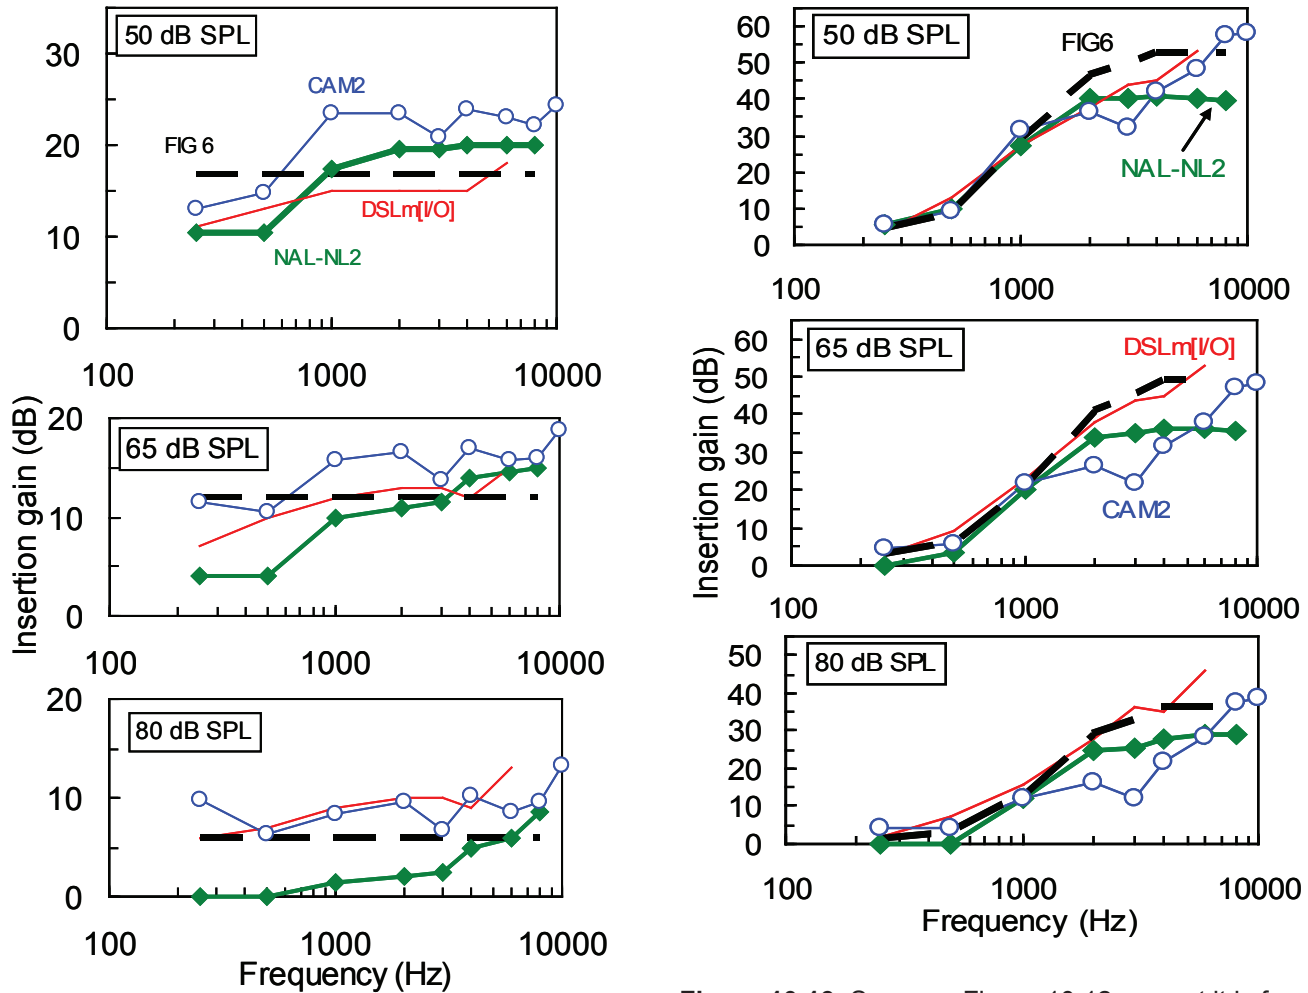 50 dB SPL
30
20
10
0
CAM2
FIG 6
DSLm[I/O]
NAL-NL2
100 1000 10000
65 dB SPL
20
10
0
100 1000 10000
80 dB SPL
20
10
0
100 1000 10000
Insertion gain (dB)
Frequency (Hz)
50 dB SPL
60
50
40
30
20
10
0
FIG6
NAL-NL2
100 1000 10000
65 dB SPL
60
50
40
30
20
10
0
DSLm[I/O]
CAM2
100 1000 10000
80 dB SPL
50
40
30
20
10
0
100 1000 10000
Insertion gain (dB)
Frequency (Hz)